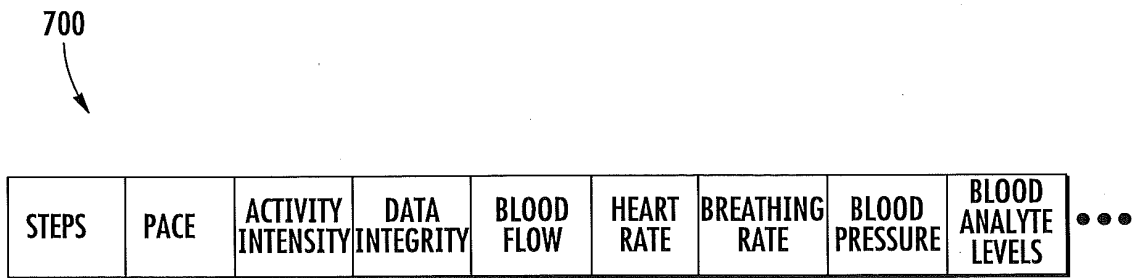 700
STEPS
PACE
ACTIVITY
INTENSITY
DATA
INTEGRITY
BLOOD
FLOW
HEART
RATE
BREATHING
RATE
BLOOD
PRESSURE
BLOOD
ANALYTE
LEVELS
•••